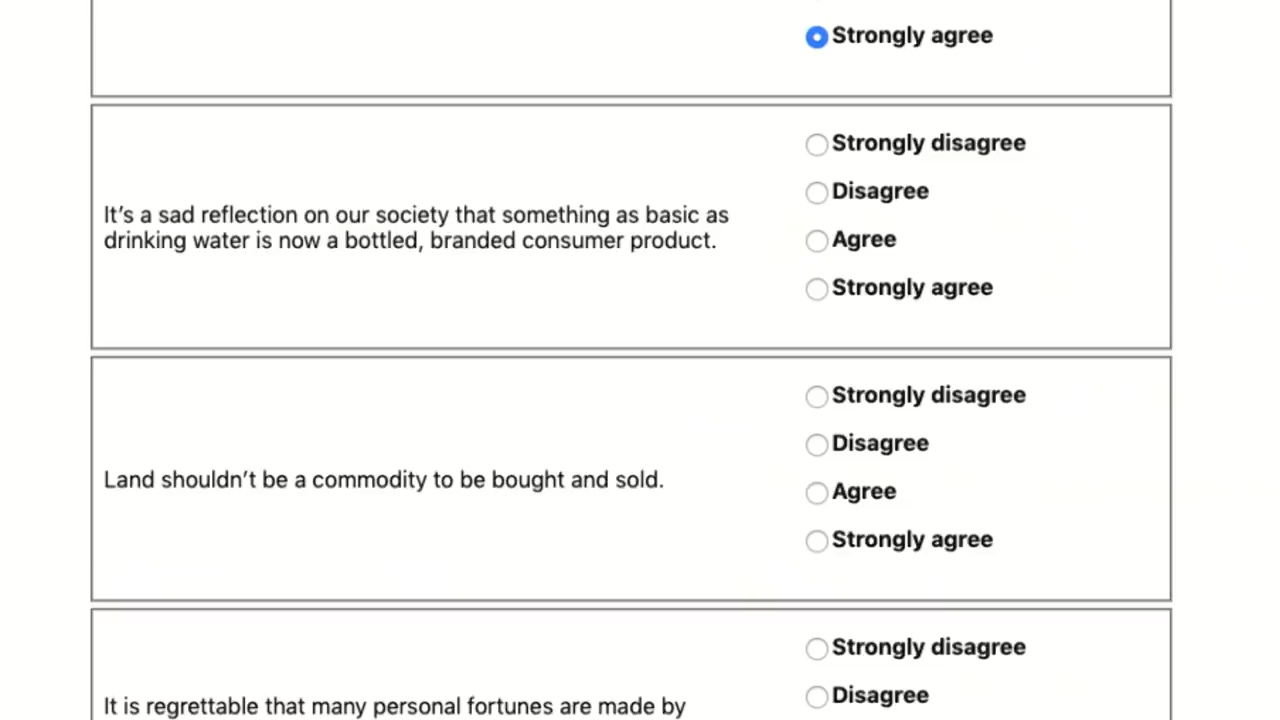 Strongly agree
Strongly disagree
Disagree
It’s a sad reflection on our society that something as basic as
drinking water is now a bottled, branded consumer product.
Agree
Strongly agree
Strongly disagree
Disagree
Land shouldn’t be a commodity to be bought and sold.
Agree
Strongly agree
Strongly disagree
Disagree
It is regrettable that many personal fortunes are made by